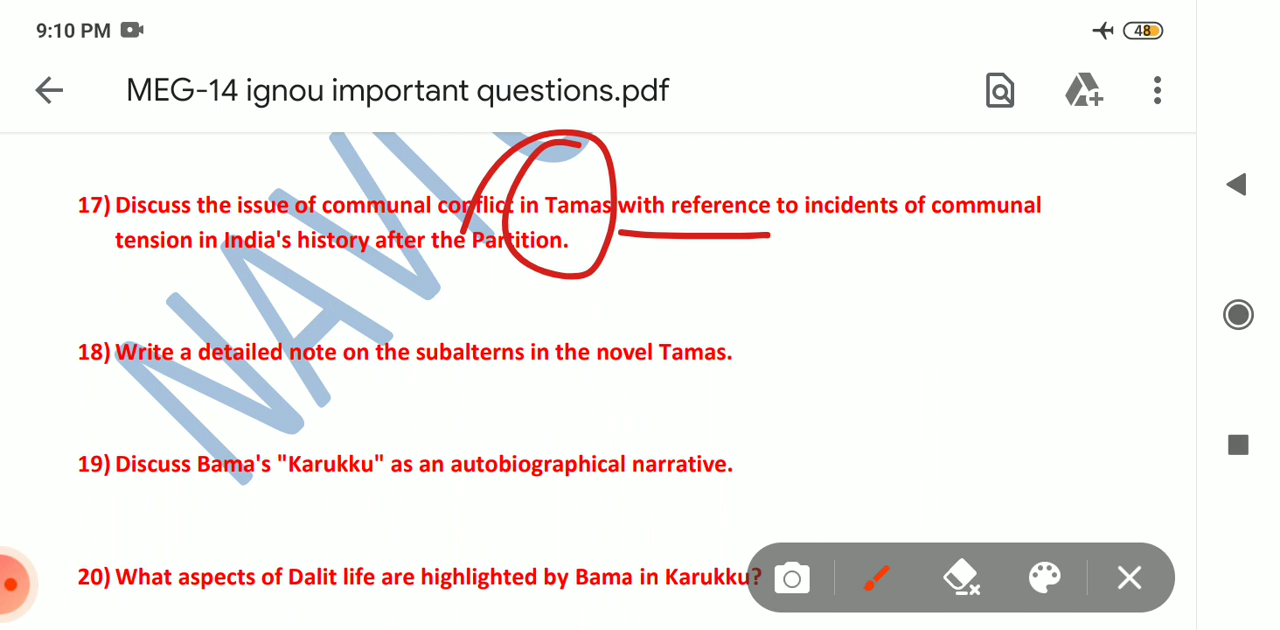 9:10 PM
48
MEG-14 ignou important questions.pdf
17) Discuss the issue of communal conflict in Tamas with reference to incidents of communal
tension in India's history after the Partition.
18) Write a detailed note on the subalterns in the novel Tamas.
19) Discuss Bama's "Karukku" as an autobiographical narrative.
20) What aspects of Dalit life are highlighted by Bama in Karukku?